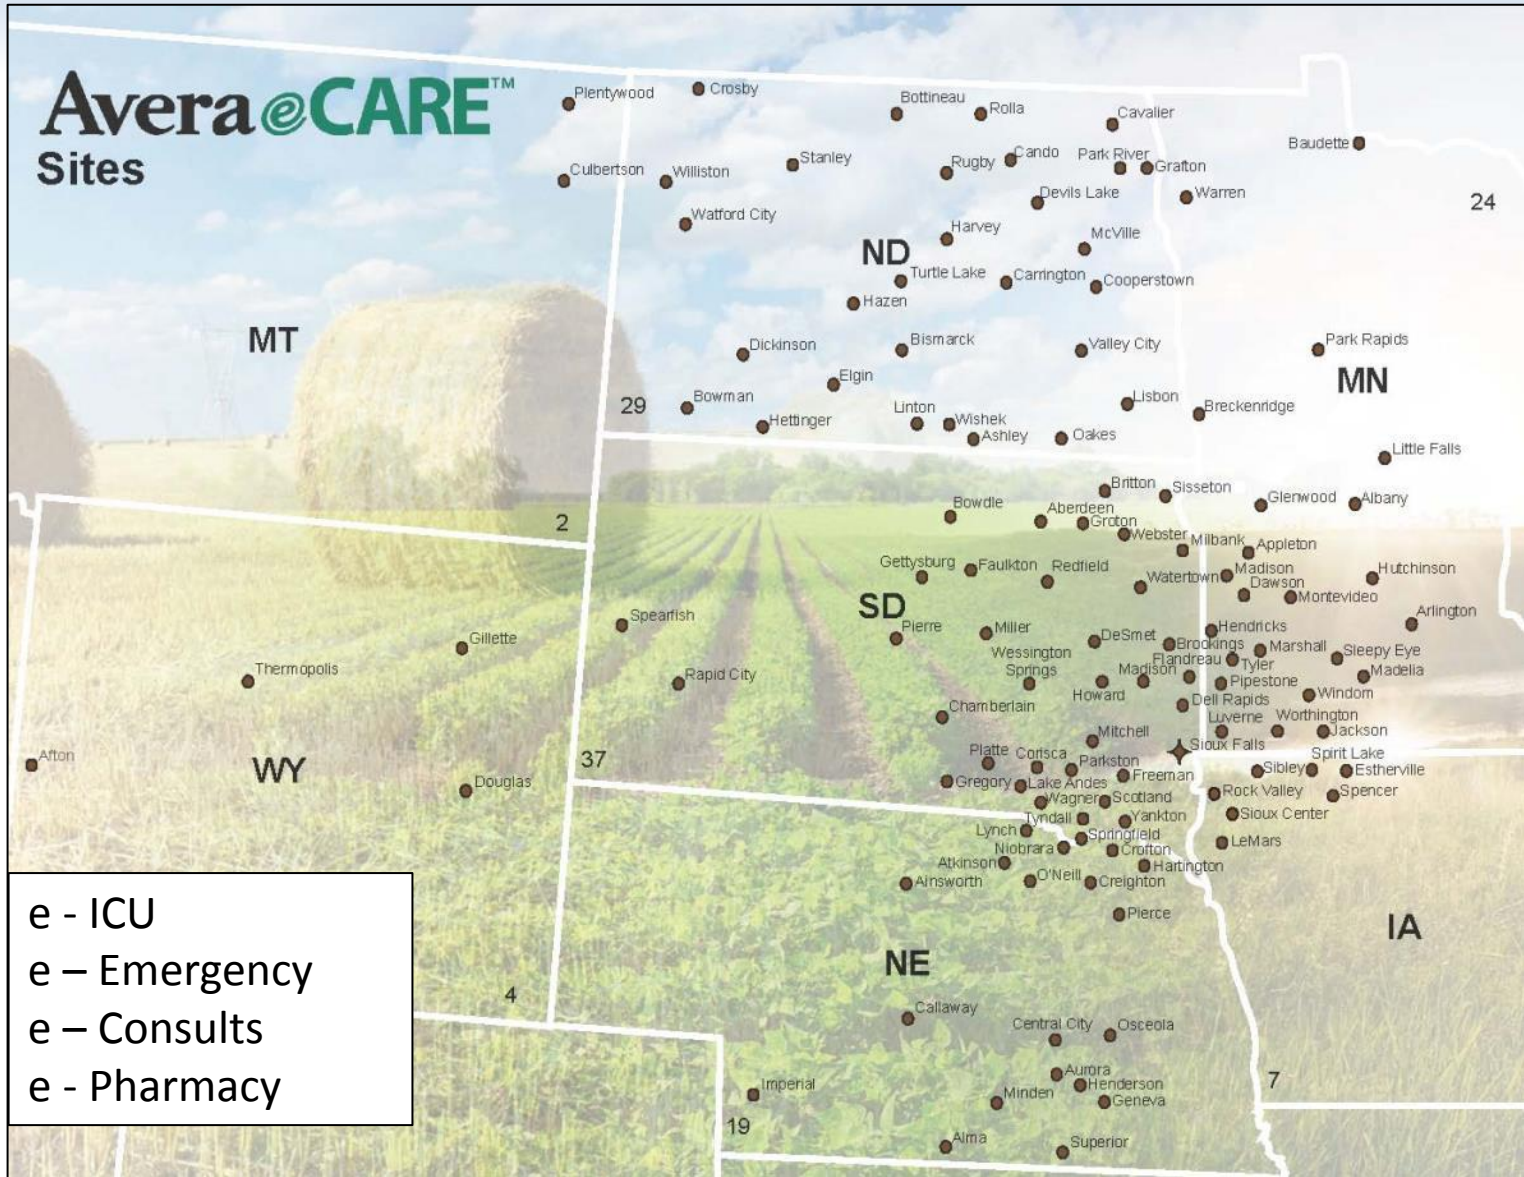 Avera eCARE™
Sites
Plentywood
Crosby
Bottineau
Rolla
Cavalier
Baudette
Culbertson
Williston
Stanley
Rugby
Cando
Park River
Grafton
Warren
24
Watford City
Devils Lake
Harvey
McVille
ND
Turtle Lake
Carrington
Cooperstown
Hazen
MT
Dickinson
Bismarck
Valley City
Park Rapids
MN
Elgin
Bowman
29
Hettinger
Linton
Wishek
Ashley
Oakes
Lisbon
Breckenridge
Little Falls
Britton
Sisseton
Glenwood
Albany
2
Bowdle
Aberdeen
Groton
Webster
Milbank
Appleton
Gettysburg
Faulkton
Redfield
Watertown
Madison
Dawson
Hutchinson
Montevideo
Arlington
SD
Spearfish
Gillette
Pierre
Miller
DeSmet
Hendricks
Brookings
Marshall
Sleepy Eye
Thermopolis
Rapid City
Wessington
Springs
Howard
Madison
Flandreau
Tyler
Pipestone
Madelia
Windom
Chamberlain
Dell Rapids
Luverne
Worthington
Jackson
Mitchell
Sioux Falls
Afton
WY
37
Platte
Corisca
Parkston
Freeman
Sibley
Spirit Lake
Estherville
Douglas
Gregory
Lake Andes
Wagner
Scotland
Rock Valley
Spencer
Tyndall
Yankton
Sioux Center
Lynch
Springfield
Niobrara
Crofton
LeMars
Atkinson
Hartington
Ainsworth
O'Neill
Creighton
Pierce
IA
NE
e - ICU
e – Emergency
e – Consults
e - Pharmacy
4
Callaway
Central City
Osceola
Aurora
Henderson
Geneva
7
Imperial
Minden
19
Alma
Superior